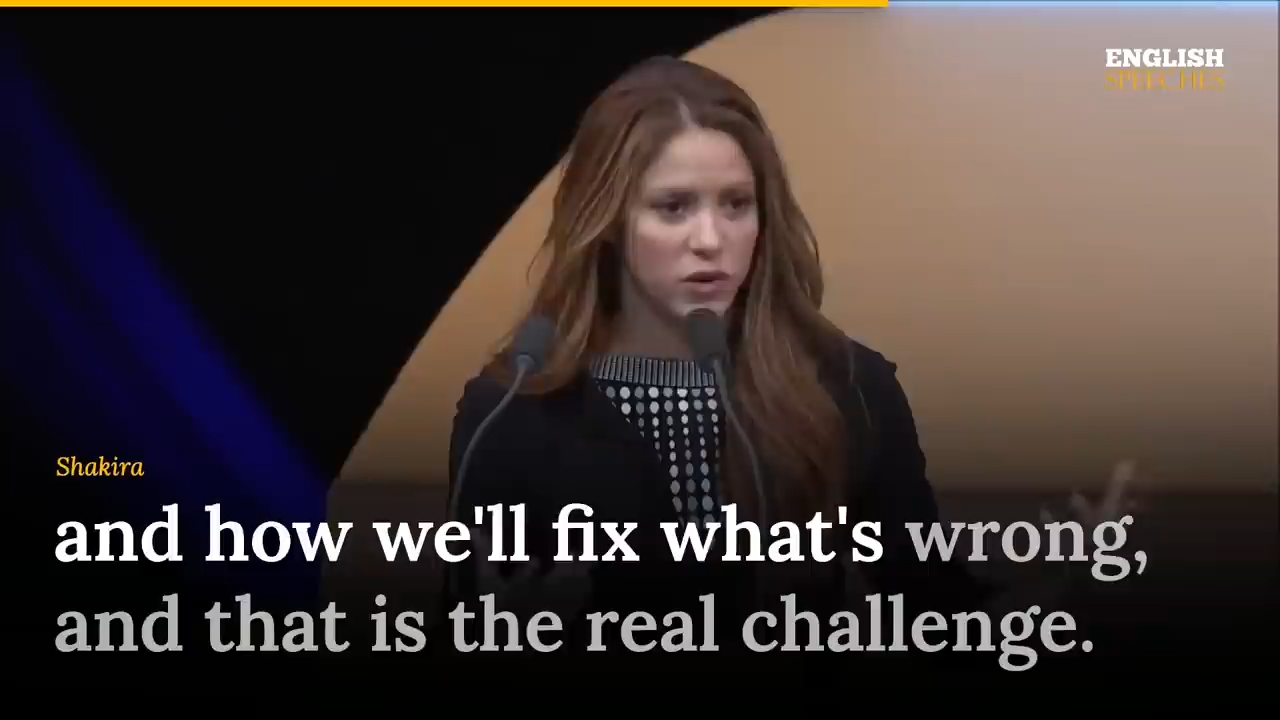 ENGLISH
SPEECHES
Shakira
and how we'll fix what's wrong,
and that is the real challenge.